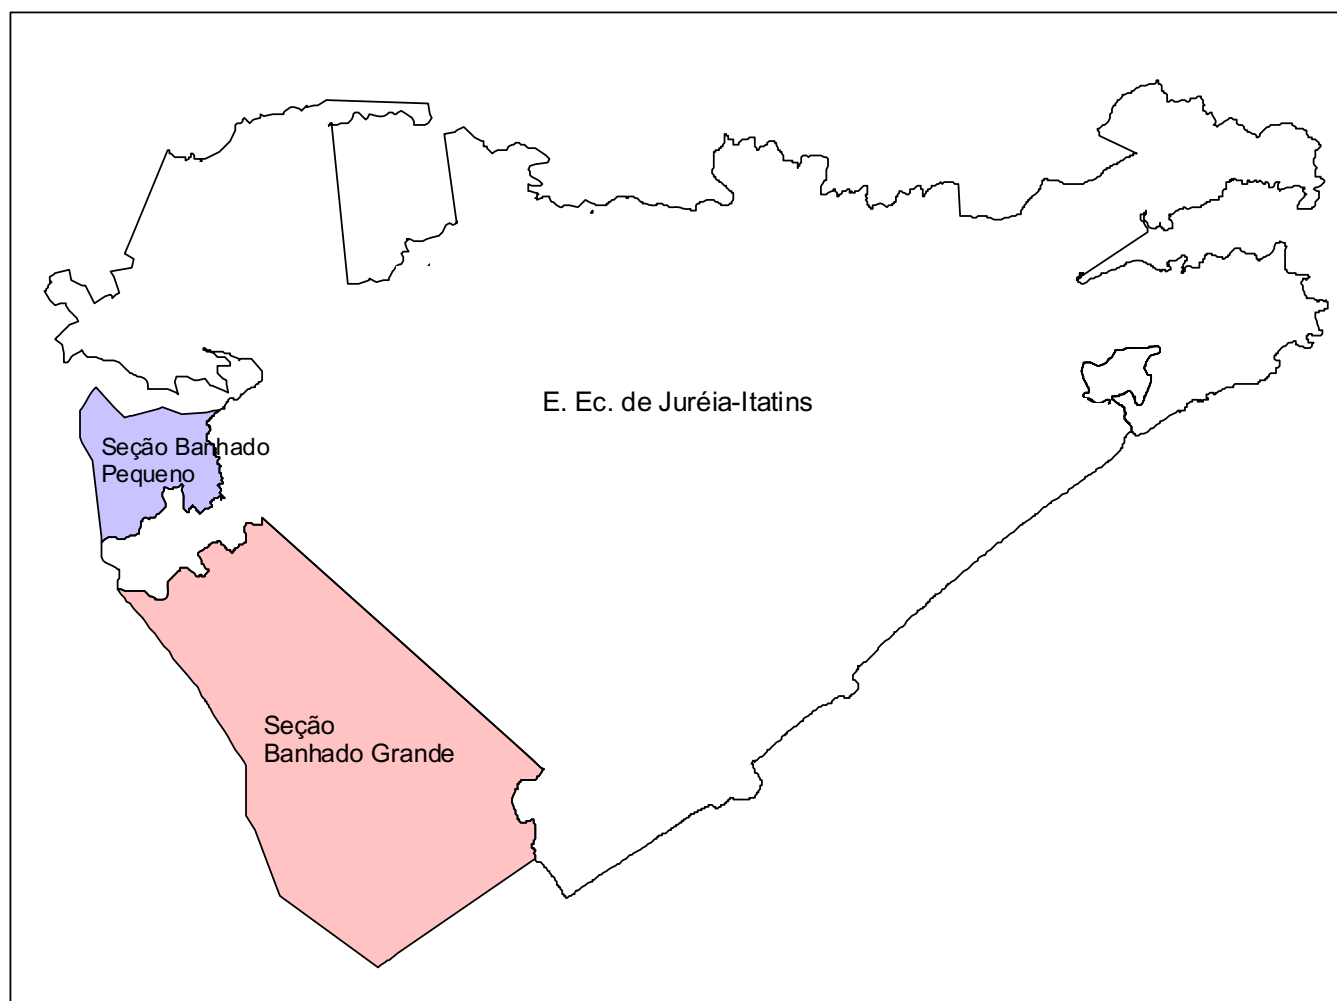 E. Ec. de Juréia-Itatins
Seção Banhado
Pequeno
Seção
Banhado Grande